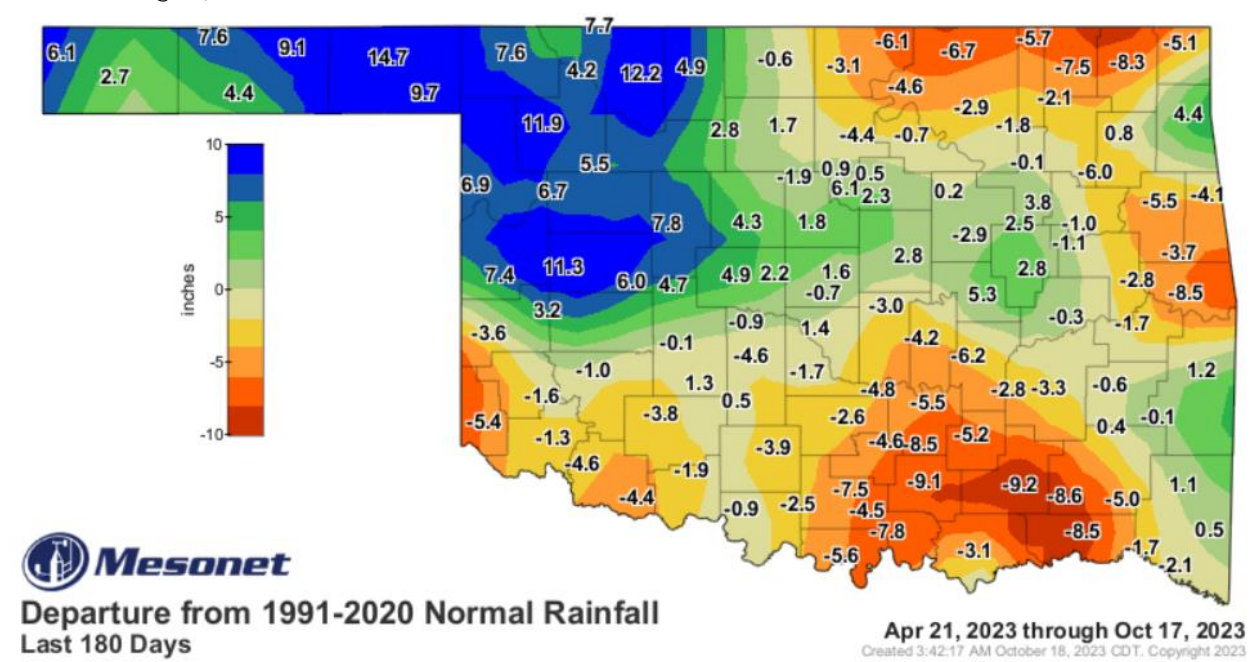 7.7
6.1 7.6 9.1 14.7 7.6 4.2 12.2 4.9 -0.6 -3.1 -6.1 -6.7 -5.7 -7.5 -8.3 -5.1
2.7 4.4 9.7 -4.6 -2.9 -2.1
11.9 2.8 1.7 -4.4 -0.7 -1.8 0.8 4.4
5.5 -1.9 0.9 0.5 -0.1 -6.0
6.9 6.7 6.1 2.3 0.2 3.8 -5.5 -4.1
7.8 4.3 1.8 -2.9 2.5 -1.0
-1.1
7.4 11.3 6.0 4.7 4.9 2.2 1.6 2.8 2.8 -2.8 -3.7
-0.7 5.3 -8.5
3.2 -3.0
-3.6 -0.1 -0.9 1.4 -4.2 -0.3 -1.7
-4.6 -6.2
-1.0 1.3 -1.7 -4.8 -2.8 -3.3 -0.6 1.2
-1.6 0.5 -5.5
-5.4 -3.8 -2.6 0.4 -0.1
-1.3 -3.9 -4.6 -8.5 -5.2
-4.6 -1.9 -9.1 -9.2
-4.4 -7.5 -8.6 -5.0 1.1
-0.9 -2.5 -4.5
-7.8 -8.5 0.5
-5.6 -3.1 -1.7
-2.1
10
5
0
-5
-10
inches
Mesonet
Departure from 1991-2020 Normal Rainfall
Last 180 Days
Apr 21, 2023 through Oct 17, 2023
Created 3:42:17 AM October 18, 2023 CDT. Copyright 2023